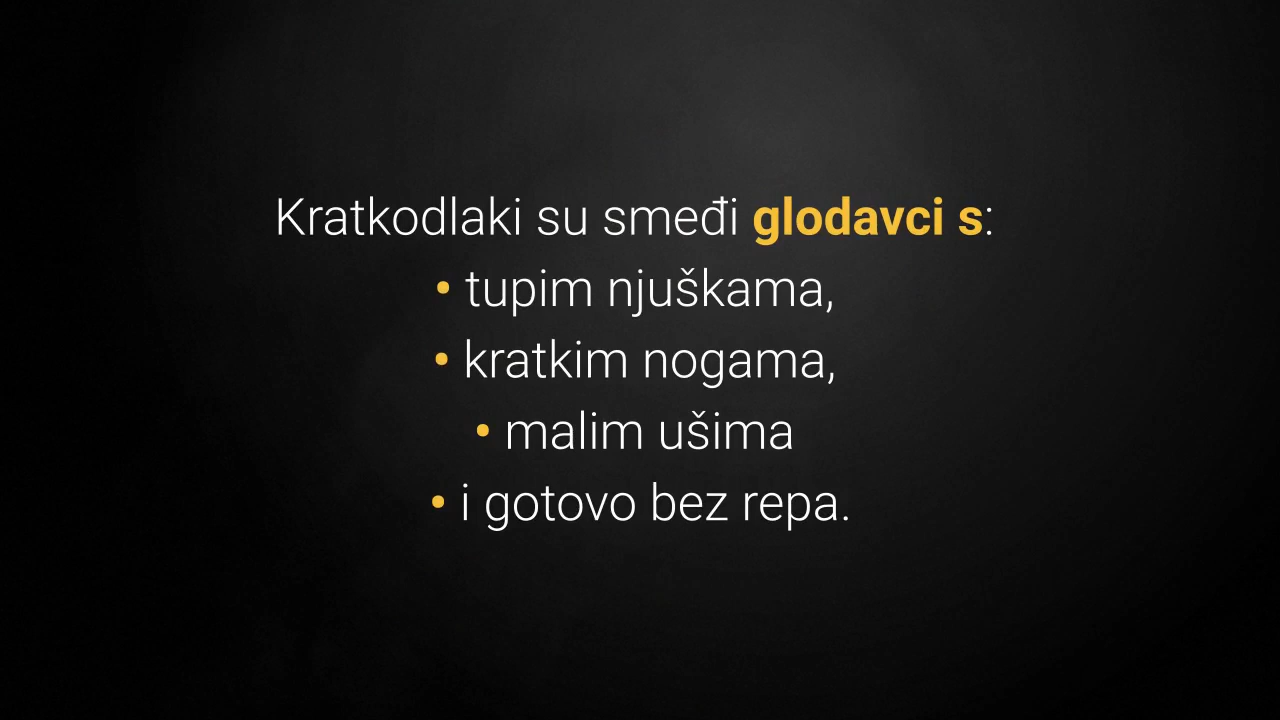 Kratkodlaki su smeđi glodavci s:
• tupim njuškama,
• kratkim nogama,
• malim ušima
• i gotovo bez repa.